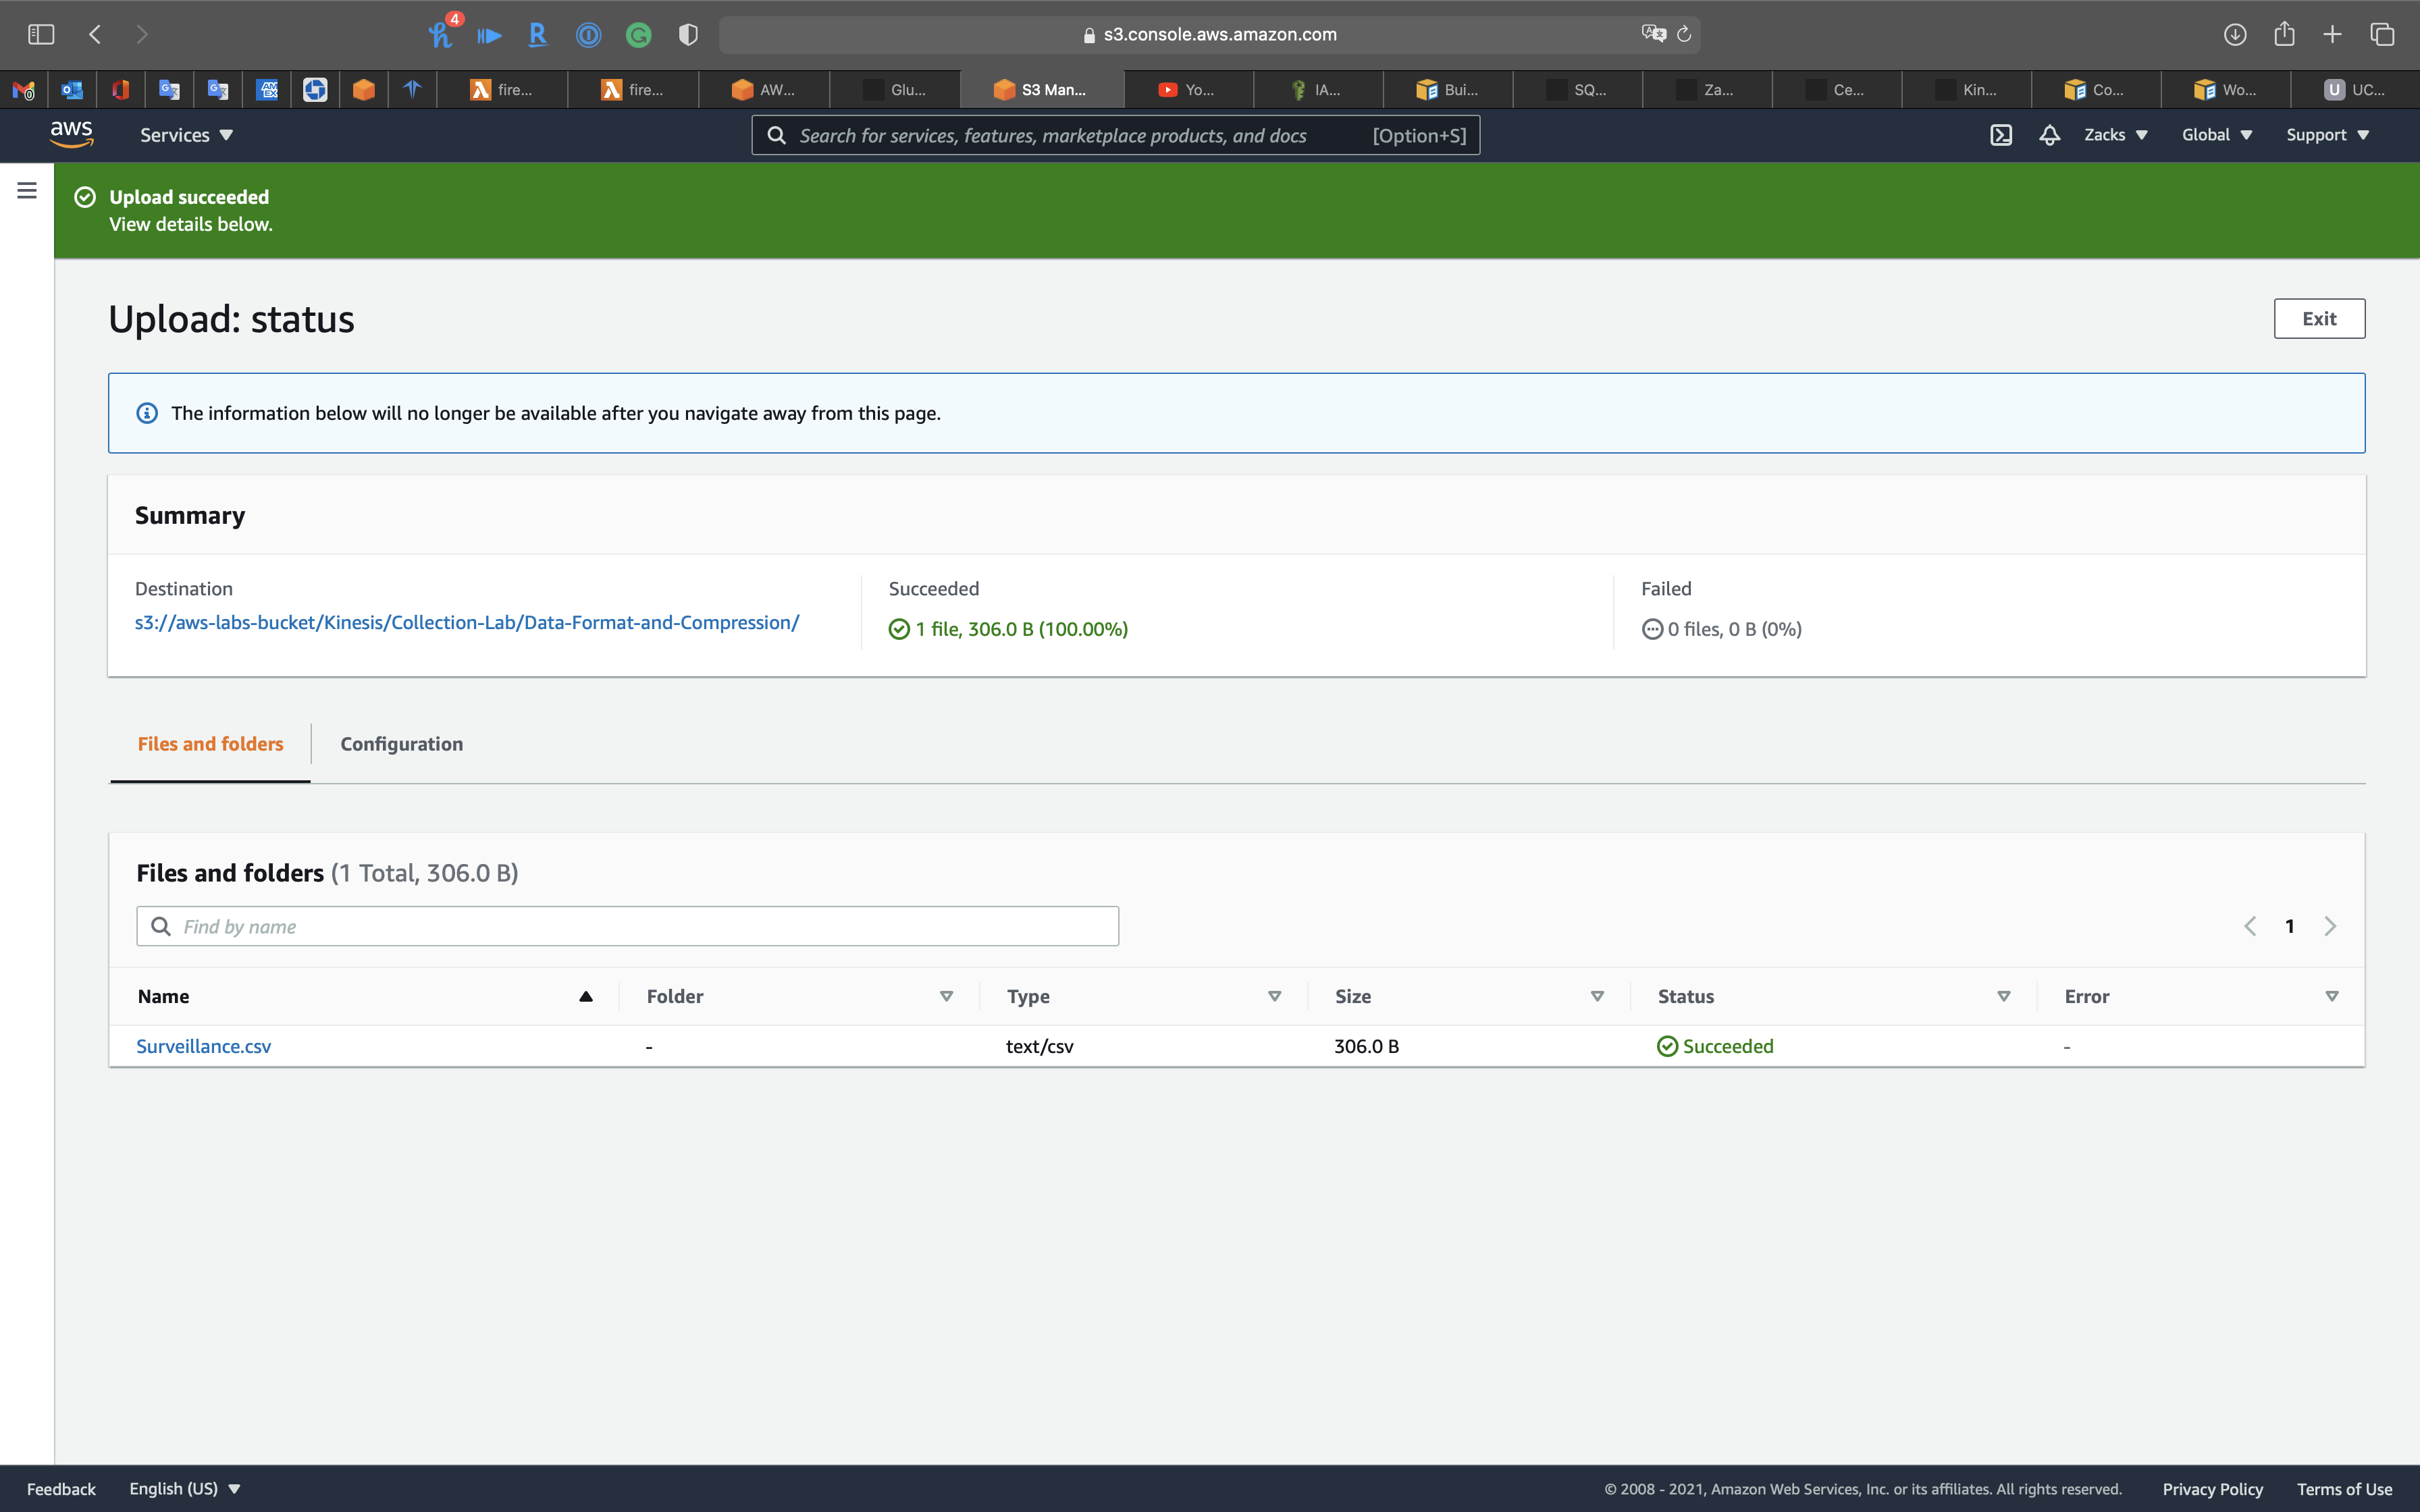 4
s3.console.aws.amazon.com
fire...
fire...
AW...
Glu...
S3 Man...
Yo...
IA...
Bui...
SQ...
Za...
Ce...
Kin...
Co...
Wo...
U UC...
aws
Services
Search for services, features, marketplace products, and docs [Option+S]
Zacks
Global
Support
Upload succeeded
View details below.
Upload: status
Exit
The information below will no longer be available after you navigate away from this page.
Summary
Destination
s3://aws-labs-bucket/Kinesis/Collection-Lab/Data-Format-and-Compression/
Succeeded
1 file, 306.0 B (100.00%)
Failed
0 files, 0 B (0%)
Files and folders
Configuration
Files and folders (1 Total, 306.0 B)
Find by name
1
Name Folder Type Size Status Error
Surveillance.csv - text/csv 306.0 B Succeeded -
Feedback
English (US)
© 2008 - 2021, Amazon Web Services, Inc. or its affiliates. All rights reserved.
Privacy Policy
Terms of Use